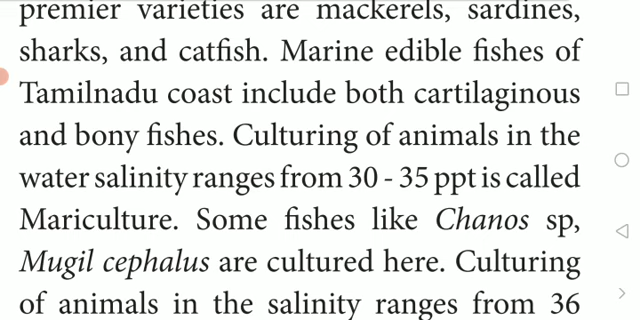 premier varieties are mackerels, sardines,
sharks, and catfish. Marine edible fishes of
Tamilnadu coast include both cartilaginous
and bony fishes. Culturing of animals in the
water salinity ranges from 30 - 35 ppt is called
Mariculture. Some fishes like Chanos sp,
Mugil cephalus are cultured here. Culturing
of animals in the salinity ranges from 36